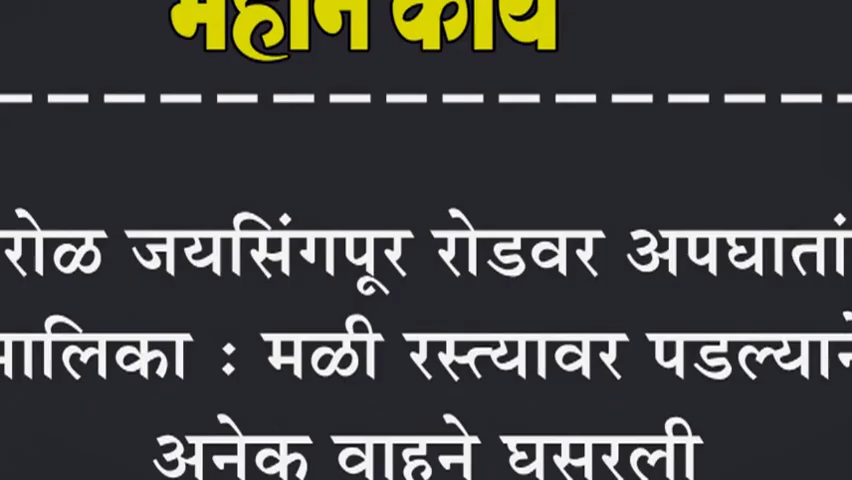 महान कार्य
रोळ जयसिंगपूर रोडवर अपघातां
मालिका : मळी रस्त्यावर पडल्याने
अनेक वाहने घसरली